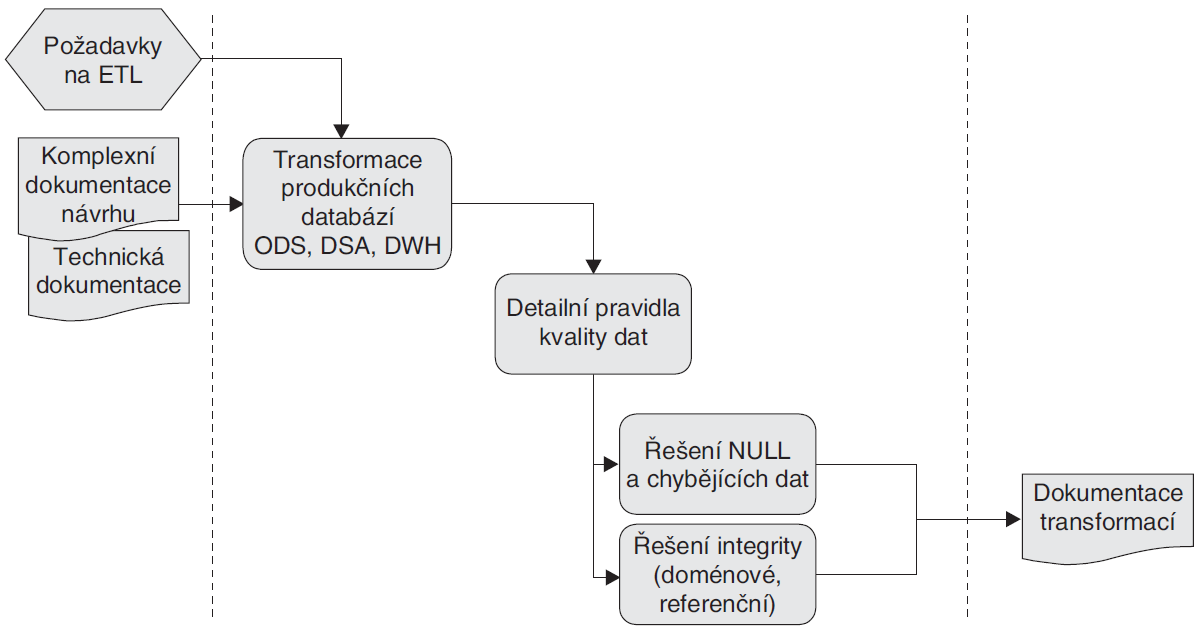 Požadavky
na ETL
Komplexní
dokumentace
návrhu
Technická
dokumentace
Transformace
produkčních
databází
ODS, DSA, DWH
Detailní pravidla
kvality dat
Řešení NULL
a chybějících dat
Řešení integrity
(doménové,
referenční)
Dokumentace
transformací